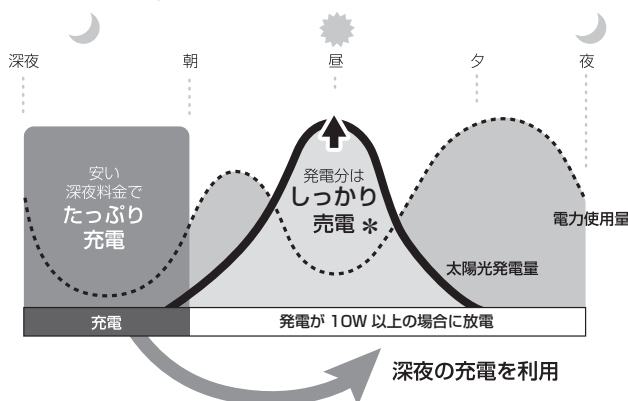 深夜
朝
昼
夕
夜
安い
深夜料金で
たっぷり
充電
発電分は
しっかり
売電＊
電力使用量
太陽光発電量
充電
発電が 10W 以上の場合に放電
深夜の充電を利用